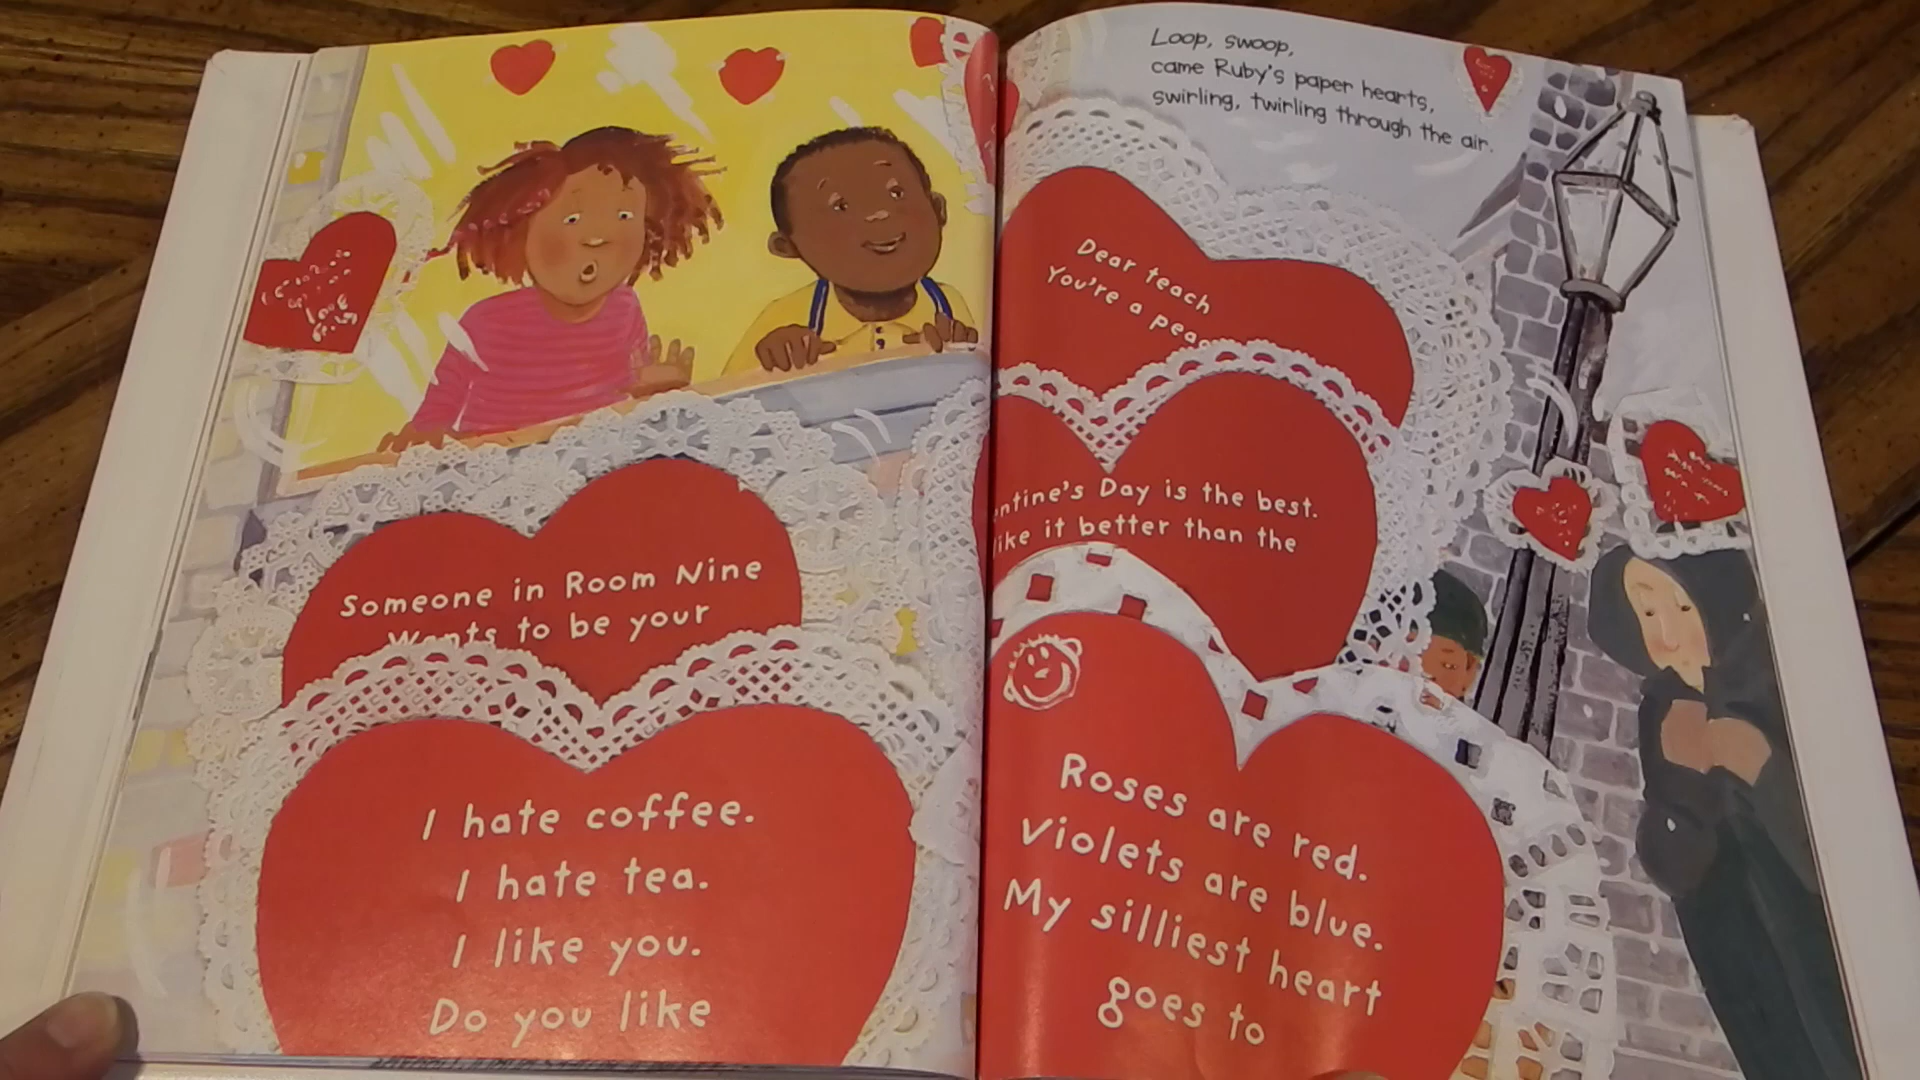 Someone in Room Nine
Wants to be your
I hate coffee.
I hate tea.
I like you.
Do you like
Loop, swoop,
came Ruby's paper hearts,
swirling, twirling through the air.
Dear teach
You're a pea
entine's Day is the best.
like it better than the
Roses are red.
Violets are blue.
My silliest heart
goes to